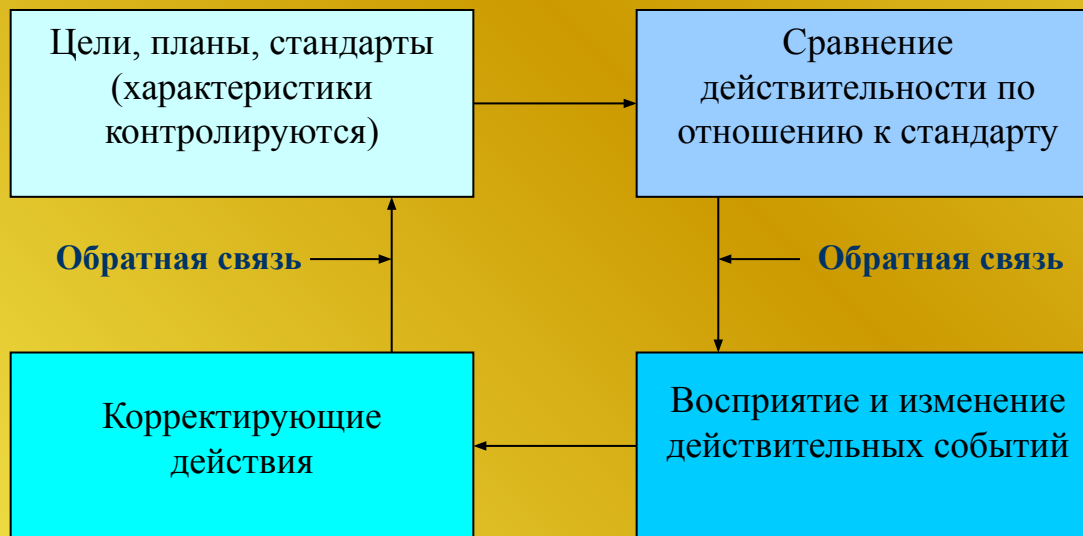 Цели, планы, стандарты
(характеристики
контролируются)
Сравнение
действительности по
отношению к стандарту
Обратная связь
Обратная связь
Корректирующие
действия
Восприятие и изменение
действительных событий